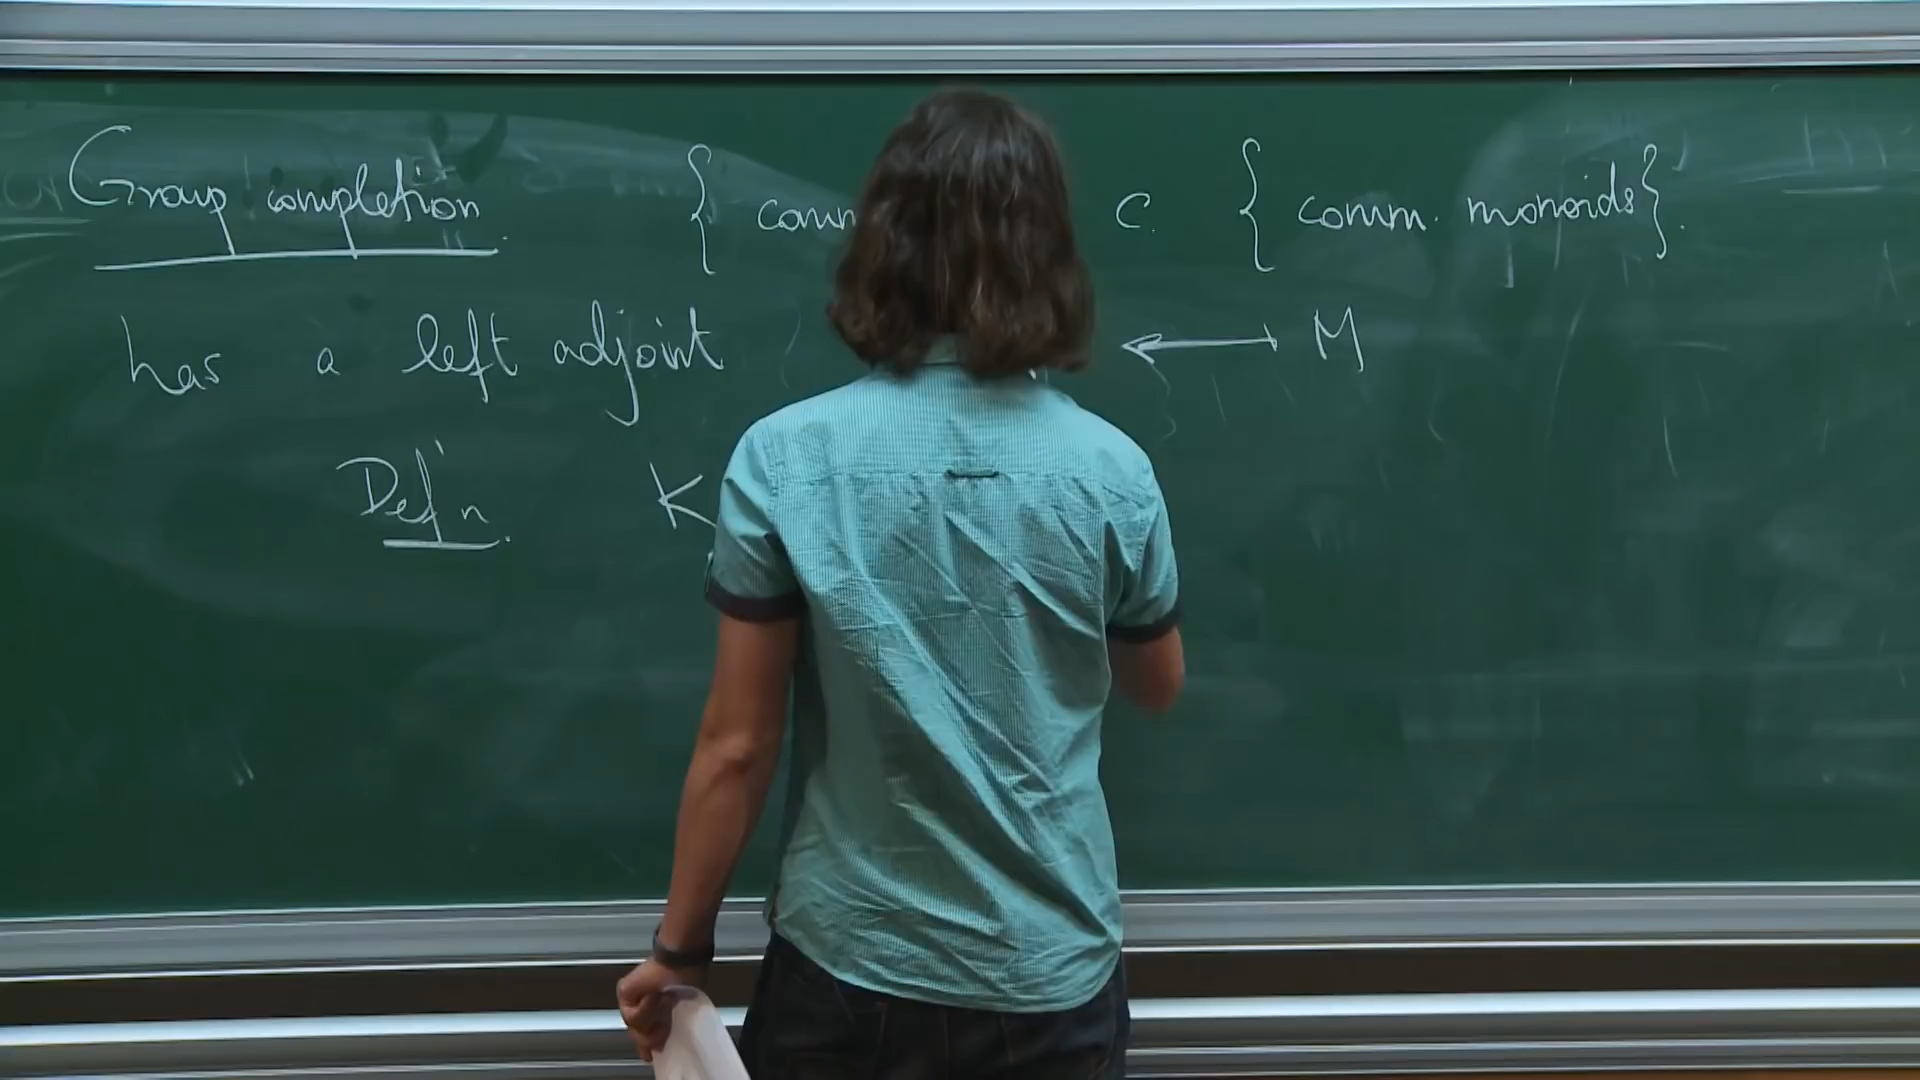 Group completion. { comm ⊂ { comm. monoids}.
has a left adjoint ← M
Def'n. K